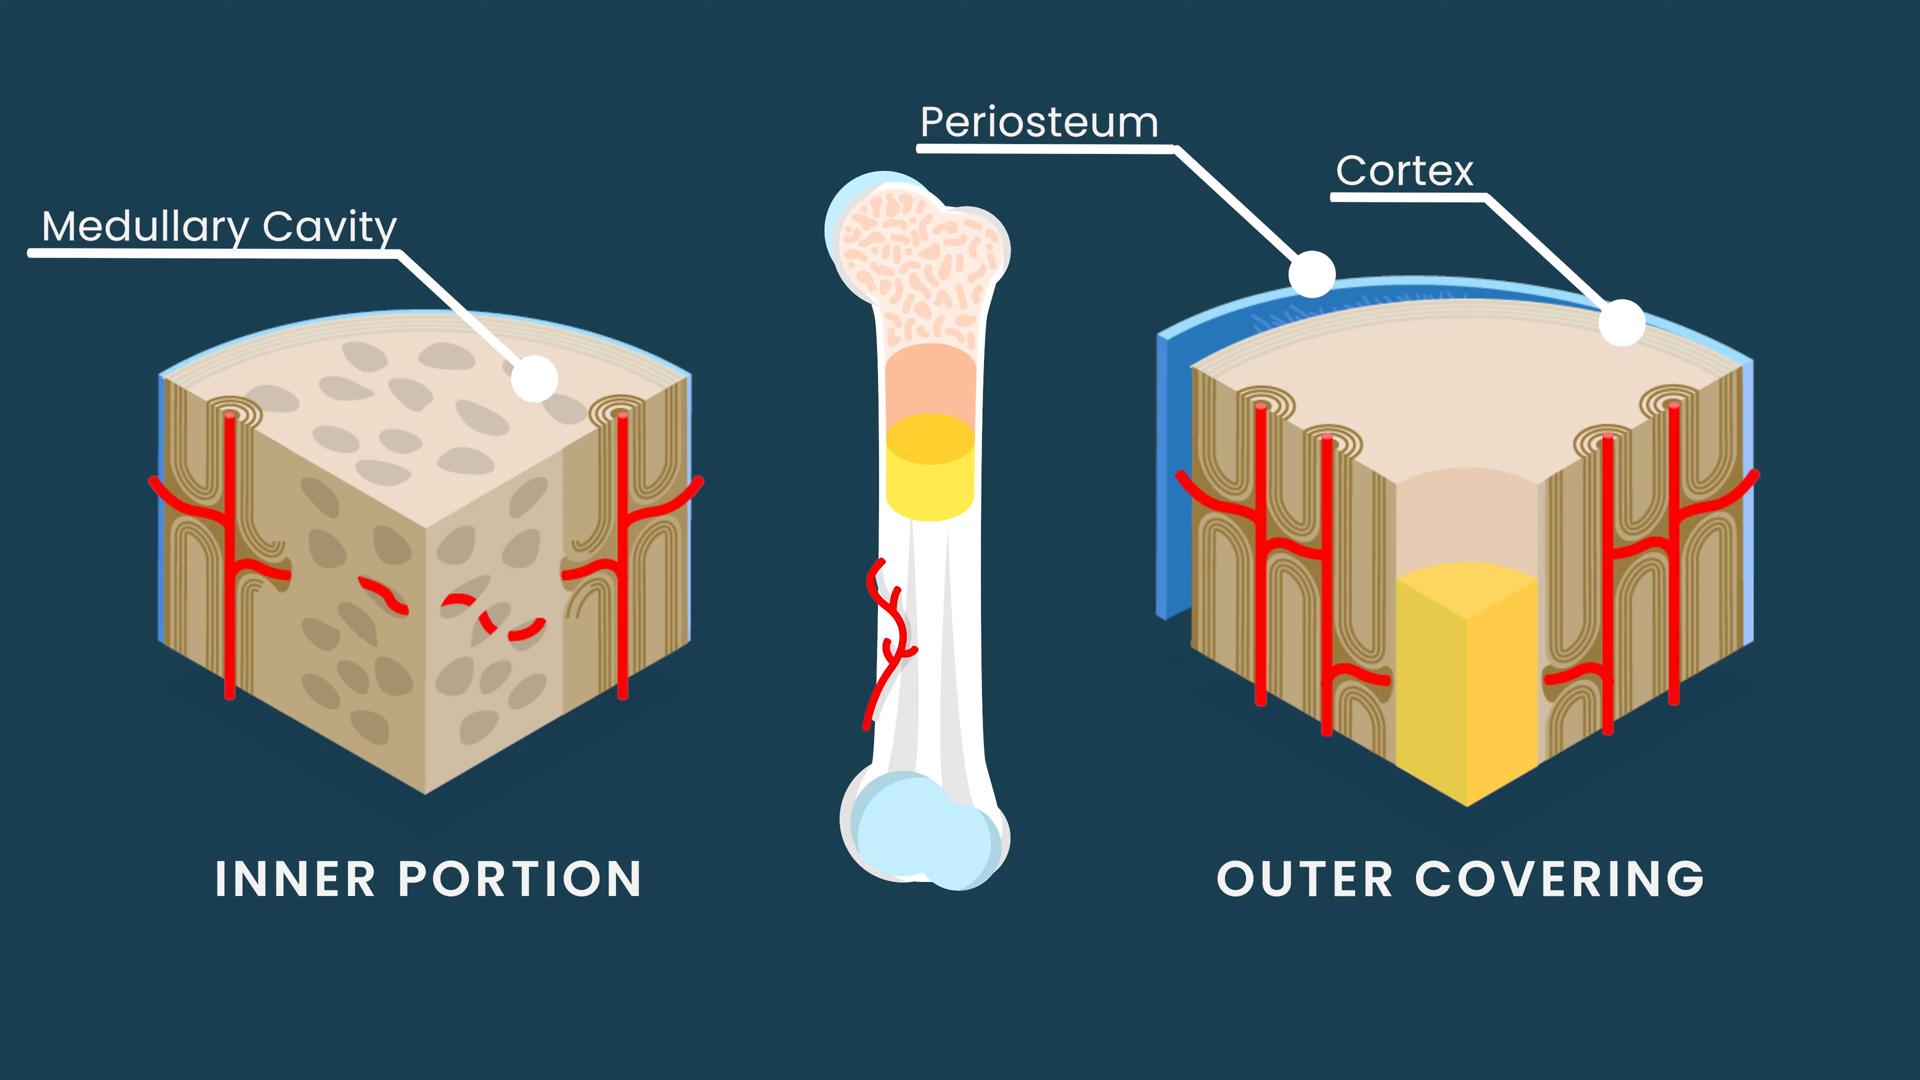 Periosteum
Cortex
Medullary Cavity
INNER PORTION
OUTER COVERING